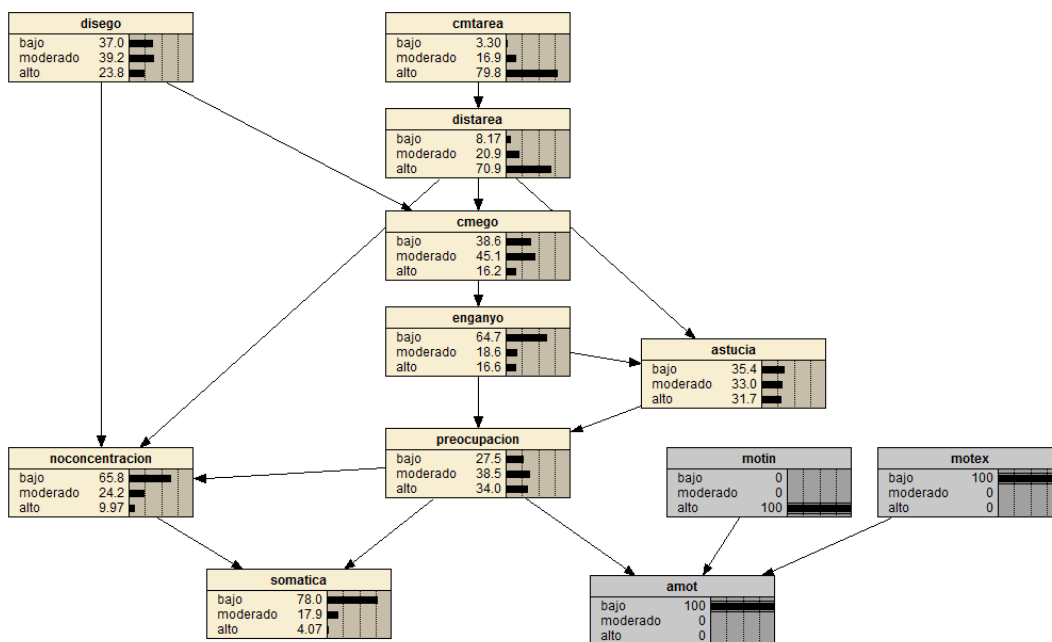 disego
bajo 37.0
moderado 39.2
alto 23.8
cmtarea
bajo 3.30
moderado 16.9
alto 79.8
distarea
bajo 8.17
moderado 20.9
alto 70.9
cmego
bajo 38.6
moderado 45.1
alto 16.2
enganyo
bajo 64.7
moderado 18.6
alto 16.6
astucia
bajo 35.4
moderado 33.0
alto 31.7
noconcentracion
bajo 65.8
moderado 24.2
alto 9.97
preocupacion
bajo 27.5
moderado 38.5
alto 34.0
motin
bajo 0
moderado 0
alto 100
motex
bajo 100
moderado 0
alto 0
somatica
bajo 78.0
moderado 17.9
alto 4.07
amot
bajo 100
moderado 0
alto 0